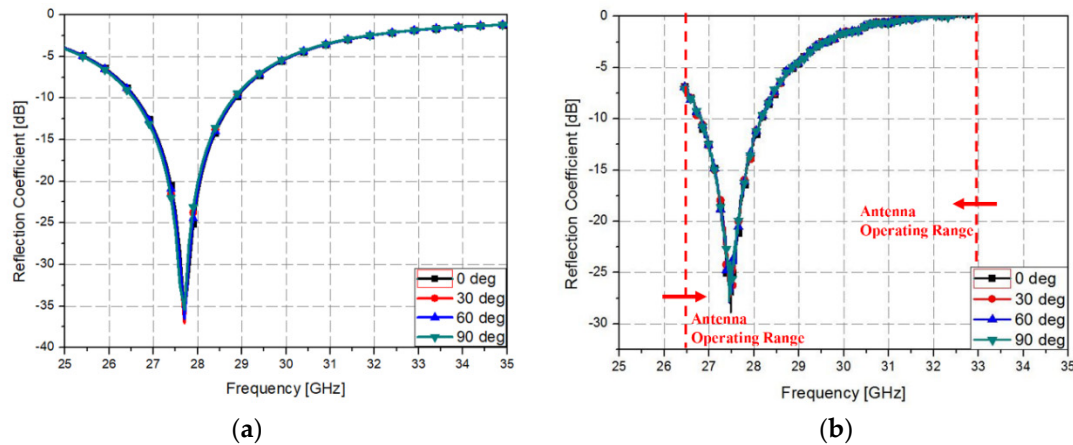 0
-5
-10
-15
-20
-25
-30
-35
-40
Reflection Coefficient [dB]
25 26 27 28 29 30 31 32 33 34 35
Frequency [GHz]
0 deg
30 deg
60 deg
90 deg
(a)
0
-5
-10
-15
-20
-25
-30
Reflection Coefficient [dB]
Antenna
Operating Range
Antenna
Operating Range
0 deg
30 deg
60 deg
90 deg
25 26 27 28 29 30 31 32 33 34 35
Frequency [GHz]
(b)